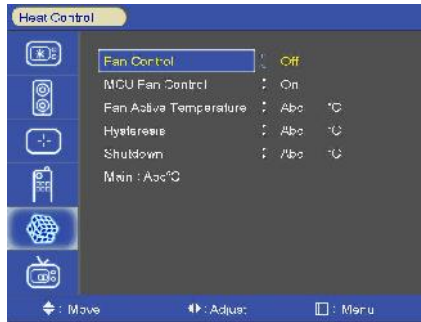 Heat Control
Fan Control : Off
MCU Fan Control : On
Fan Active Temperature : Abc °C
Hysteresis : Abc °C
Shutdown : Abc °C
Main : Abc°C
: Move : Adjust : Menu